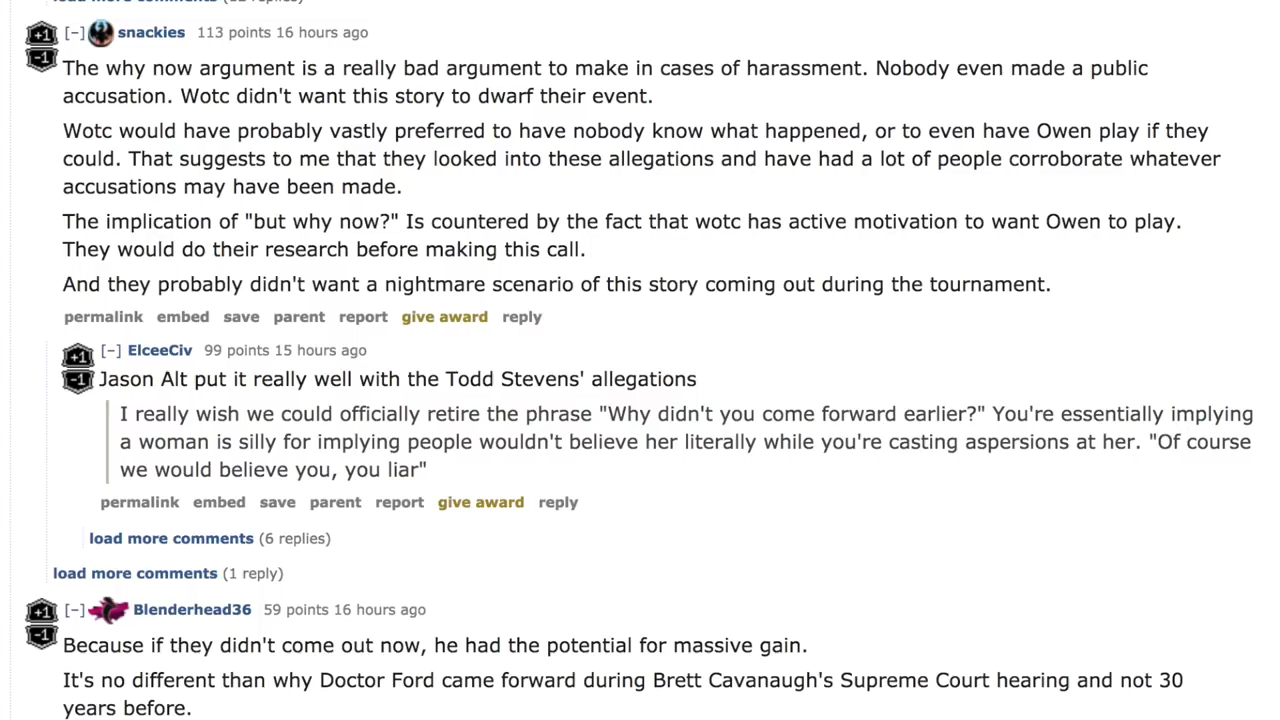 [–] snackies 113 points 16 hours ago
+1
-1
The why now argument is a really bad argument to make in cases of harassment. Nobody even made a public
accusation. Wotc didn't want this story to dwarf their event.
Wotc would have probably vastly preferred to have nobody know what happened, or to even have Owen play if they
could. That suggests to me that they looked into these allegations and have had a lot of people corroborate whatever
accusations may have been made.
The implication of "but why now?" Is countered by the fact that wotc has active motivation to want Owen to play.
They would do their research before making this call.
And they probably didn't want a nightmare scenario of this story coming out during the tournament.
permalink embed save parent report give award reply
[–] ElceeCiv 99 points 15 hours ago
+1
-1
Jason Alt put it really well with the Todd Stevens' allegations
I really wish we could officially retire the phrase "Why didn't you come forward earlier?" You're essentially implying
a woman is silly for implying people wouldn't believe her literally while you're casting aspersions at her. "Of course
we would believe you, you liar"
permalink embed save parent report give award reply
load more comments (6 replies)
load more comments (1 reply)
[–] Blenderhead36 59 points 16 hours ago
+1
-1
Because if they didn't come out now, he had the potential for massive gain.
It's no different than why Doctor Ford came forward during Brett Cavanaugh's Supreme Court hearing and not 30
years before.